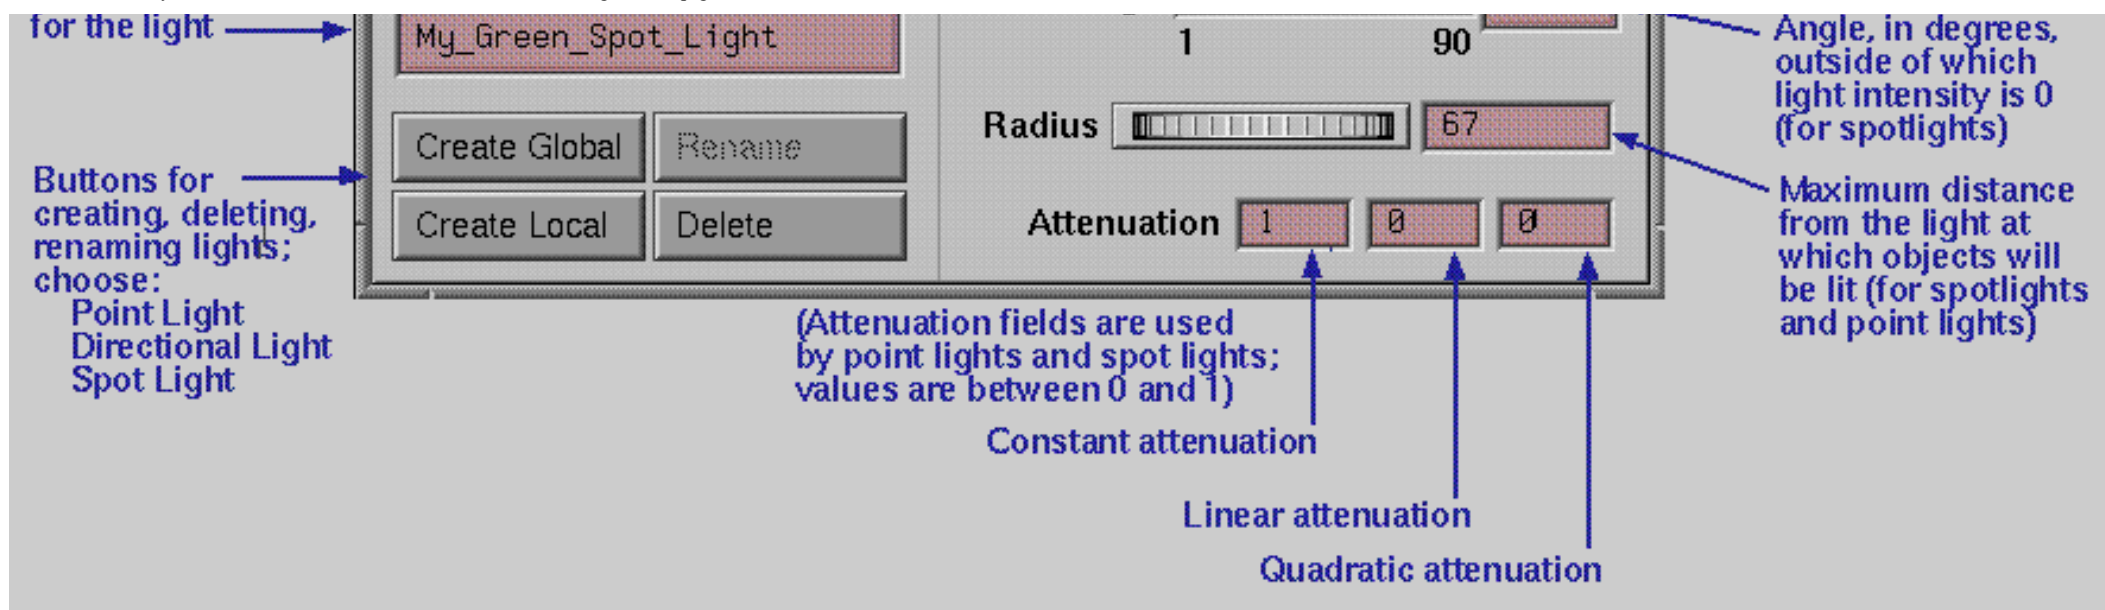 for the light
My_Green_Spot_Light
1 90
Angle, in degrees,
outside of which
light intensity is 0
(for spotlights)
Radius 67
Create Global Rename
Create Local Delete
Attenuation 1 0 0
Buttons for
creating, deleting,
renaming lights;
choose:
Point Light
Directional Light
Spot Light
Maximum distance
from the light at
which objects will
be lit (for spotlights
and point lights)
(Attenuation fields are used
by point lights and spot lights;
values are between 0 and 1)
Constant attenuation
Linear attenuation
Quadratic attenuation